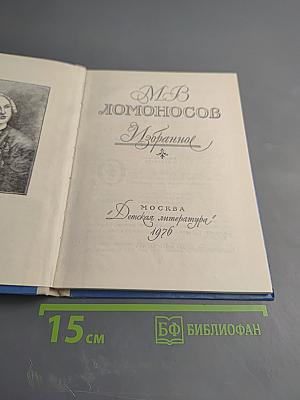 М В
ЛОМОНОСОВ
Избранное
МОСКВА
"Детская литература"
1976
15 см
БФ БИБЛИОФАН